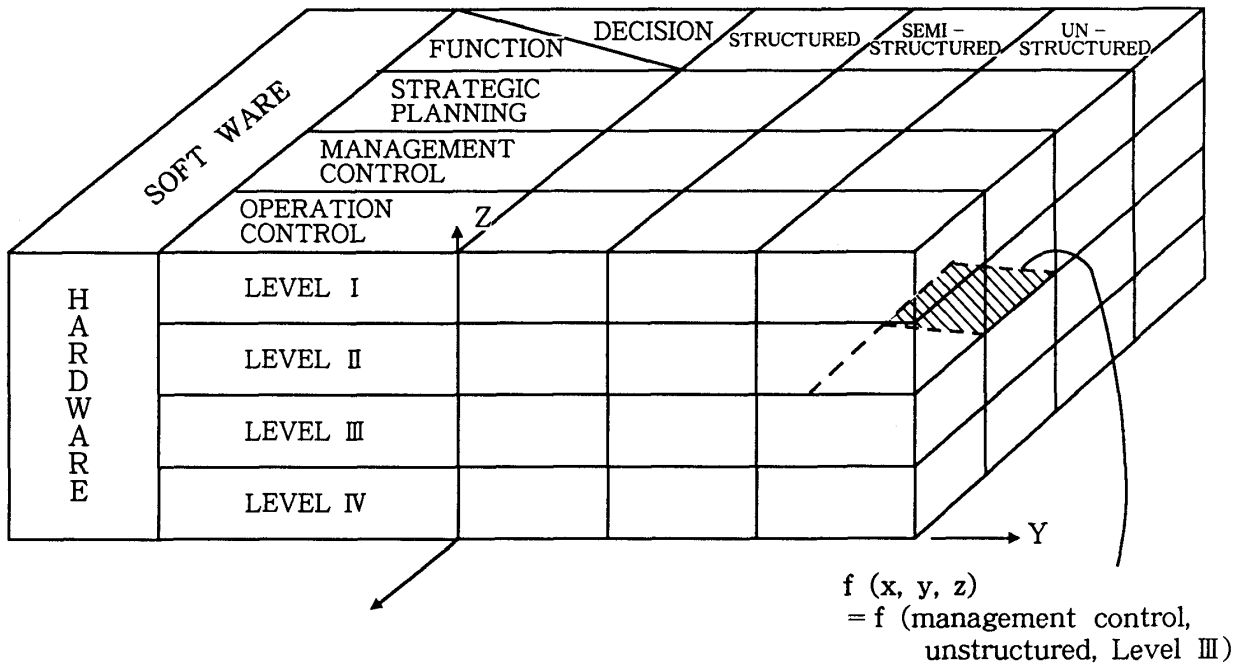 DECISION
FUNCTION
STRUCTURED
SEMI-
STRUCTURED
UN-
STRUCTURED
SOFT WARE
STRATEGIC
PLANNING
MANAGEMENT
CONTROL
OPERATION
CONTROL
Z
HARDWARE
LEVEL Ⅰ
LEVEL Ⅱ
LEVEL Ⅲ
LEVEL Ⅳ
Y
f (x, y, z)
= f (management control,
unstructured, Level Ⅲ)